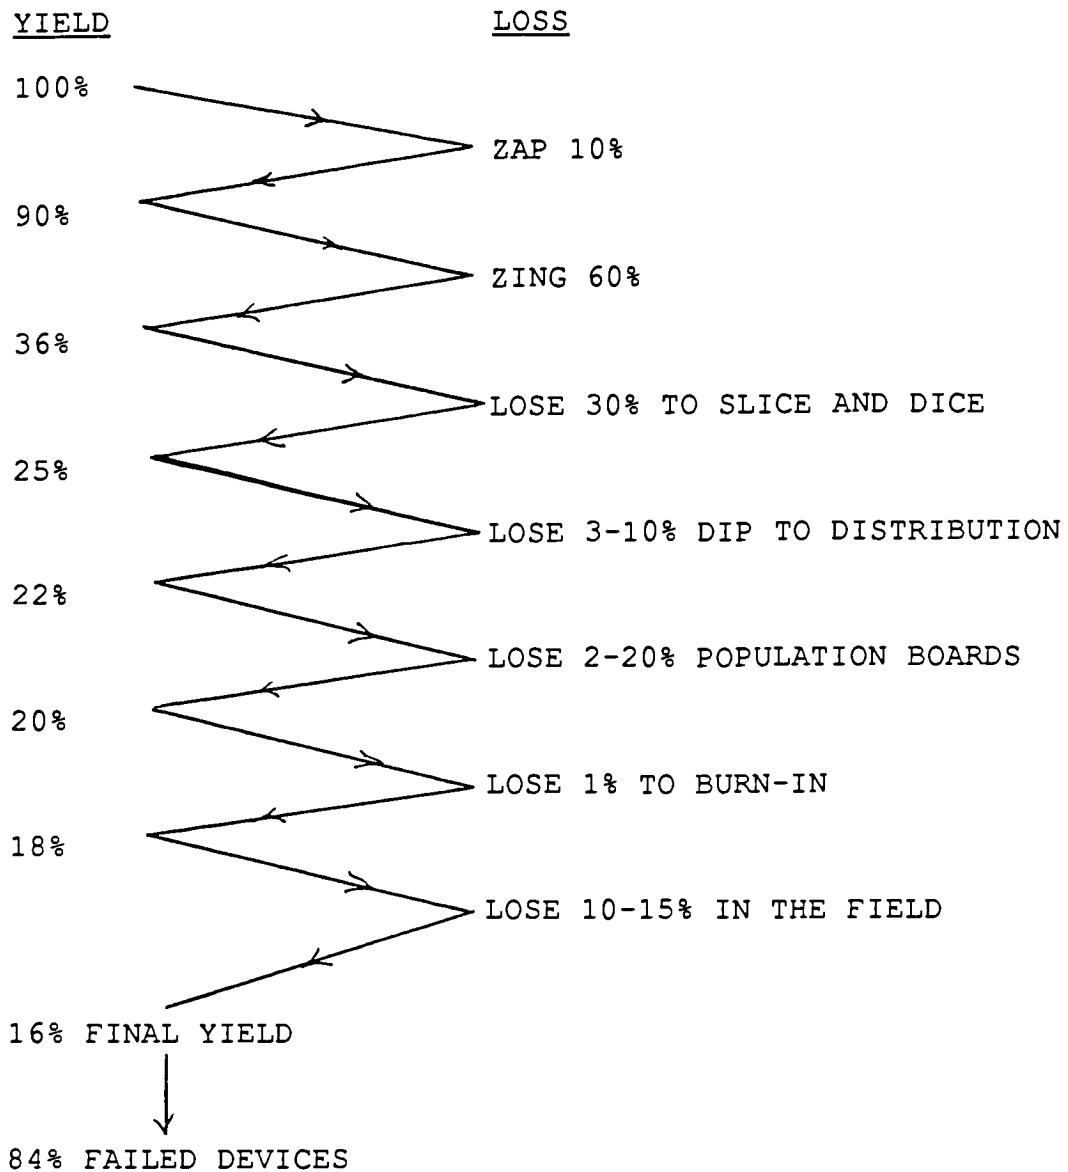 YIELD LOSS
100%
ZAP 10%
90%
ZING 60%
36%
LOSE 30% TO SLICE AND DICE
25%
LOSE 3-10% DIP TO DISTRIBUTION
22%
LOSE 2-20% POPULATION BOARDS
20%
LOSE 1% TO BURN-IN
18%
LOSE 10-15% IN THE FIELD
16% FINAL YIELD
84% FAILED DEVICES